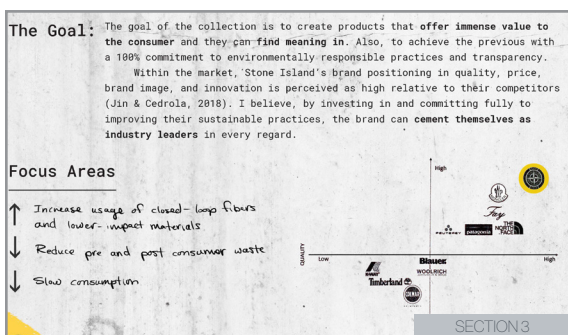 The Goal:
The goal of the collection is to create products that offer immense value to
the consumer and they can find meaning in. Also, to achieve the previous with
a 100% commitment to environmentally responsible practices and transparency.
Within the market, Stone Island's brand positioning in quality, price,
brand image, and innovation is perceived as high relative to their competitors
(Jin & Cedrola, 2018). I believe, by investing in and committing fully to
improving their sustainable practices, the brand can cement themselves as
industry leaders in every regard.
Focus Areas
Increase usage of closed-loop fibers
and lower-impact materials
Reduce pre and post consumer waste
Slow consumption
High
Fay
PEUTEREY
patagonia
THE
NORTH
FACE
QUALITY
Low
High
Blauer
WOOLRICH
Timberland
COLMAR
SECTION 3